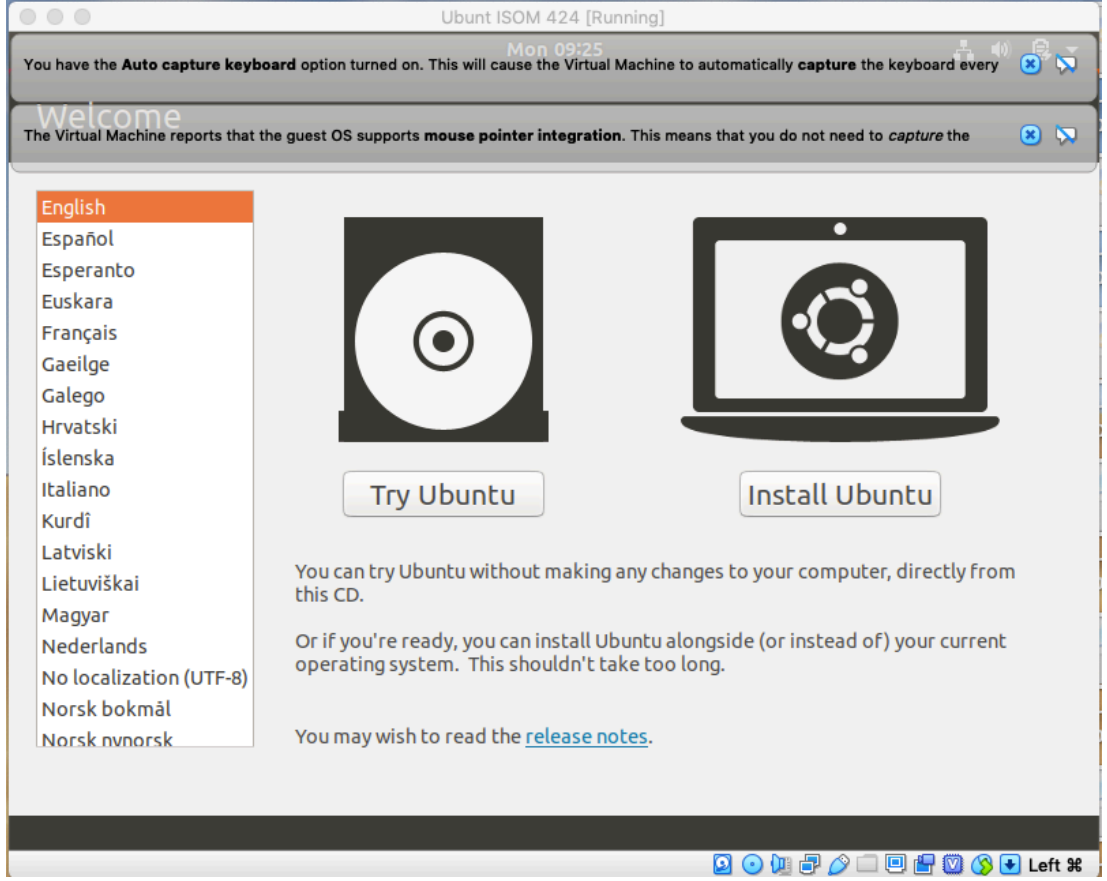 Ubunt ISOM 424 [Running]
Mon 09:25
You have the Auto capture keyboard option turned on. This will cause the Virtual Machine to automatically capture the keyboard every
Welcome
The Virtual Machine reports that the guest OS supports mouse pointer integration. This means that you do not need to capture the
English
Español
Esperanto
Euskara
Français
Gaeilge
Galego
Hrvatski
Íslenska
Italiano
Kurdî
Latviski
Lietuviškai
Magyar
Nederlands
No localization (UTF-8)
Norsk bokmål
Norsk nynorsk
Try Ubuntu
Install Ubuntu
You can try Ubuntu without making any changes to your computer, directly from
this CD.
Or if you're ready, you can install Ubuntu alongside (or instead of) your current
operating system. This shouldn't take too long.
You may wish to read the release notes.
Left ⌘